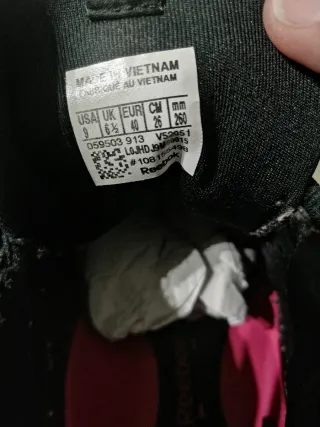 MADE IN VIETNAM
FABRIQUÉ AU VIETNAM
USA UK EUR CM mm
9 6½ 40 26 260
059503 913
Reebok